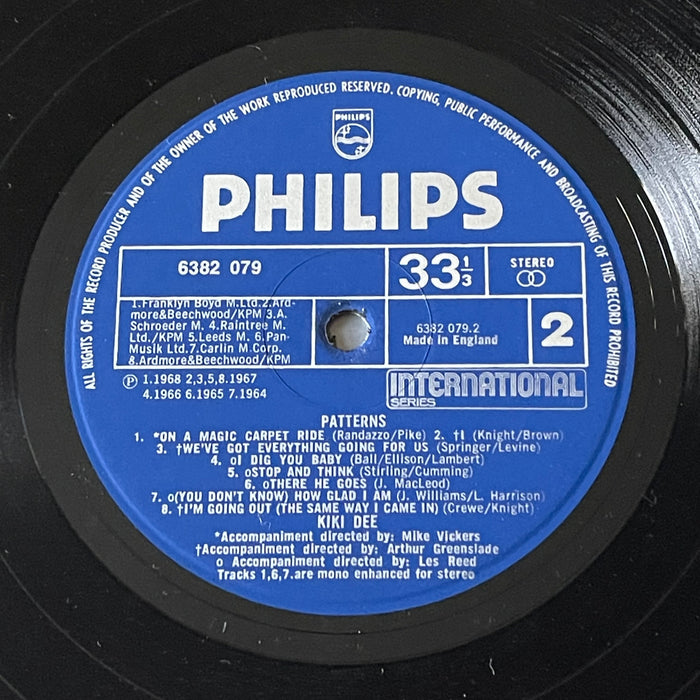 ALL RIGHTS OF THE RECORD PRODUCER AND OF THE OWNER OF THE WORK REPRODUCED RESERVED. COPYING, PUBLIC PERFORMANCE AND BROADCASTING OF THIS RECORD PROHIBITED
PHILIPS
PHILIPS
6382 079
33 1/3
STEREO
1.Franklyn Boyd M.Ltd.2.Ard-
more&Beechwood/KPM 3.A.
Schroeder M. 4.Raintree M.
Ltd./KPM 5.Leeds M. 6.Pan-
Musik Ltd.7.Carlin M.Corp.
8.Ardmore&Beechwood/KPM
6382 079.2
Made in England
2
℗ 1.1968 2,3,5,8.1967
4.1966 6.1965 7.1964
INTERNATIONAL
SERIES
PATTERNS
1. *ON A MAGIC CARPET RIDE (Randazzo/Pike) 2. †I (Knight/Brown)
3. †WE'VE GOT EVERYTHING GOING FOR US (Springer/Levine)
4. oI DIG YOU BABY (Ball/Ellison/Lambert)
5. oSTOP AND THINK (Stirling/Cumming)
6. oTHERE HE GOES (J. MacLeod)
7. o(YOU DON'T KNOW) HOW GLAD I AM (J. Williams/L. Harrison)
8. †I'M GOING OUT (THE SAME WAY I CAME IN) (Crewe/Knight)
KIKI DEE
*Accompaniment directed by: Mike Vickers
†Accompaniment directed by: Arthur Greenslade
o Accompaniment directed by: Les Reed
Tracks 1,6,7.are mono enhanced for stereo